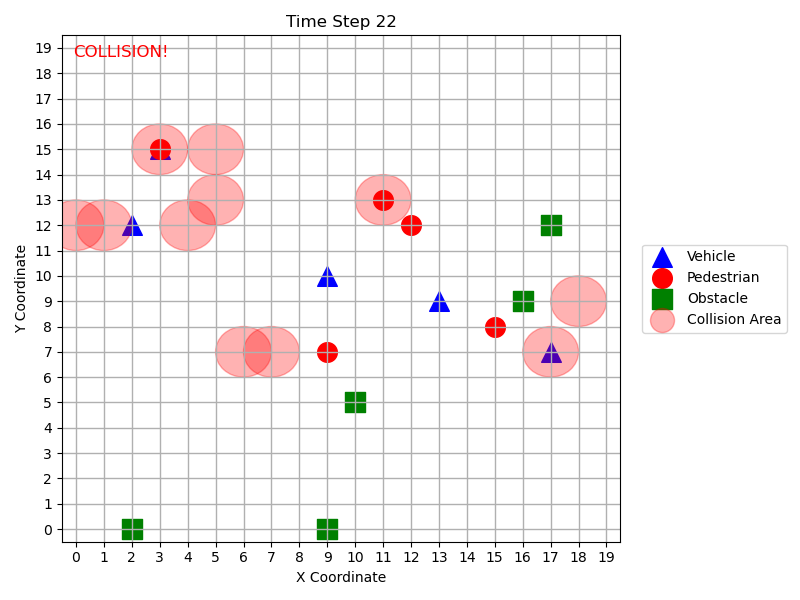 Time Step 22
COLLISION!
19
18
17
16
15
14
13
12
11
10
9
8
7
6
5
4
3
2
1
0
Y Coordinate
0 1 2 3 4 5 6 7 8 9 10 11 12 13 14 15 16 17 18 19
X Coordinate
Vehicle
Pedestrian
Obstacle
Collision Area